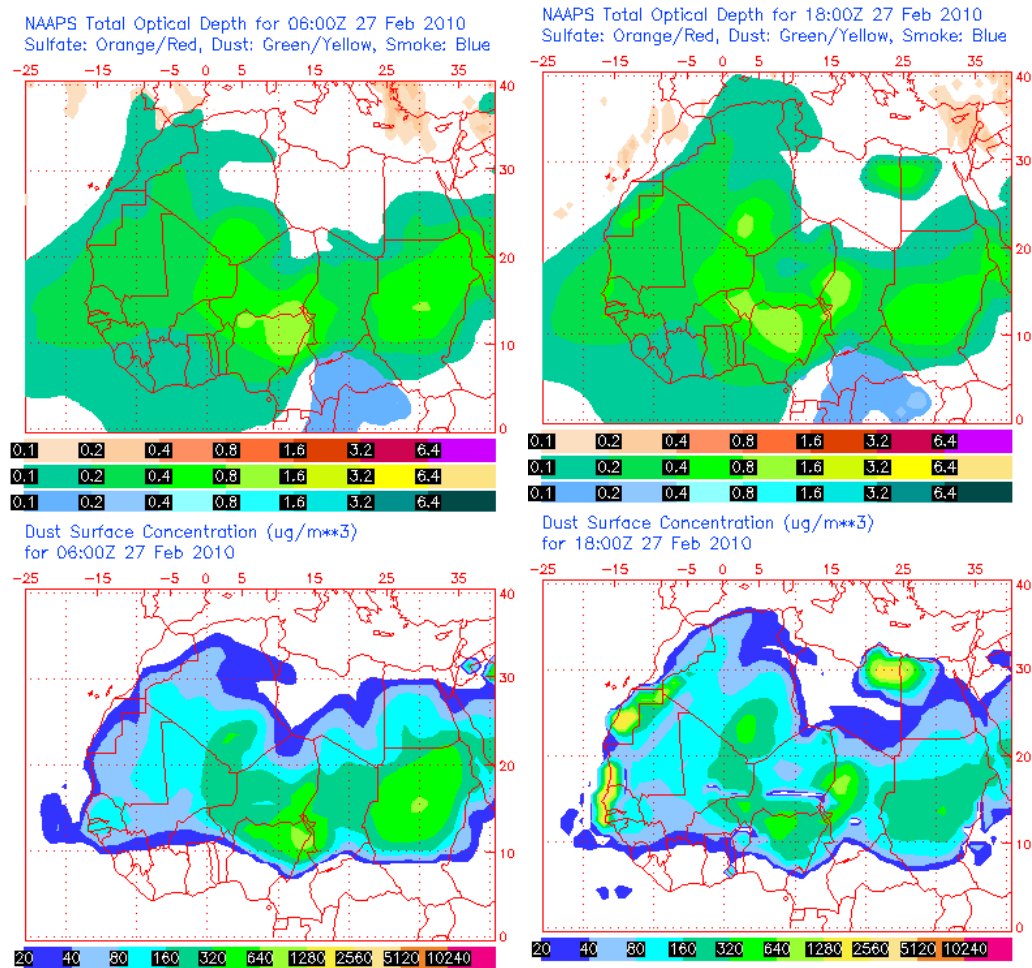 NAAPS Total Optical Depth for 06:00Z 27 Feb 2010
Sulfate: Orange/Red, Dust: Green/Yellow, Smoke: Blue
-25 -15 -5 0 5 15 25 35
40
30
20
10
0
0.1 0.2 0.4 0.8 1.6 3.2 6.4
0.1 0.2 0.4 0.8 1.6 3.2 6.4
0.1 0.2 0.4 0.8 1.6 3.2 6.4
NAAPS Total Optical Depth for 18:00Z 27 Feb 2010
Sulfate: Orange/Red, Dust: Green/Yellow, Smoke: Blue
-25 -15 -5 0 5 15 25 35
40
30
20
10
0
0.1 0.2 0.4 0.8 1.6 3.2 6.4
0.1 0.2 0.4 0.8 1.6 3.2 6.4
0.1 0.2 0.4 0.8 1.6 3.2 6.4
Dust Surface Concentration (ug/m**3)
for 06:00Z 27 Feb 2010
-25 -15 -5 0 5 15 25 35
40
30
20
10
0
20 40 80 160 320 640 1280 2560 5120 10240
Dust Surface Concentration (ug/m**3)
for 18:00Z 27 Feb 2010
-25 -15 -5 0 5 15 25 35
40
30
20
10
0
20 40 80 160 320 640 1280 2560 5120 10240